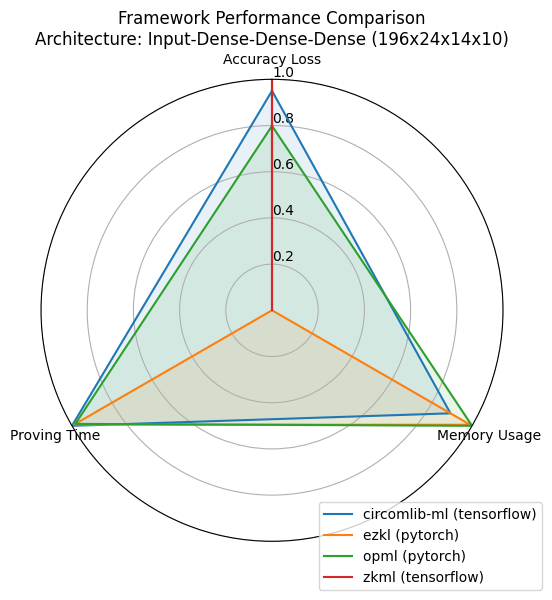 Framework Performance Comparison
Architecture: Input-Dense-Dense-Dense (196x24x14x10)
Accuracy Loss
1.0
0.8
0.6
0.4
0.2
Proving Time
Memory Usage
circomlib-ml (tensorflow)
ezkl (pytorch)
opml (pytorch)
zkml (tensorflow)